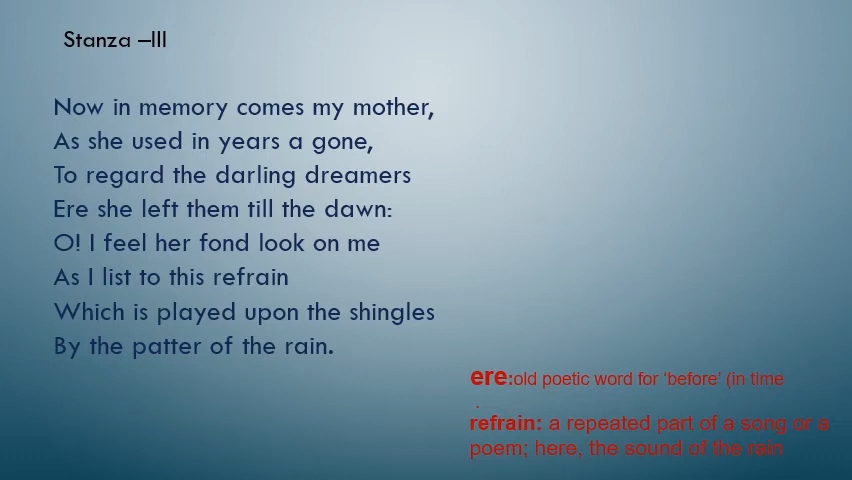 Stanza –III
Now in memory comes my mother,
As she used in years a gone,
To regard the darling dreamers
Ere she left them till the dawn:
O! I feel her fond look on me
As I list to this refrain
Which is played upon the shingles
By the patter of the rain.
ere:old poetic word for ‘before’ (in time
.
refrain: a repeated part of a song or a
poem; here, the sound of the rain